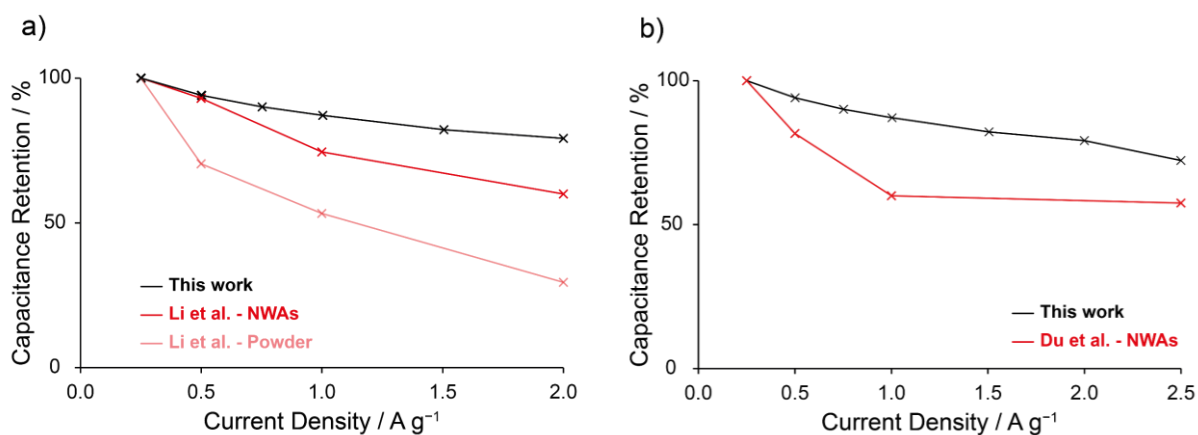 a)
Capacitance Retention / %
100
50
0
This work
Li et al. - NWAs
Li et al. - Powder
0.0 0.5 1.0 1.5 2.0
Current Density / A g⁻¹
b)
Capacitance Retention / %
100
50
0
This work
Du et al. - NWAs
0.0 0.5 1.0 1.5 2.0 2.5
Current Density / A g⁻¹